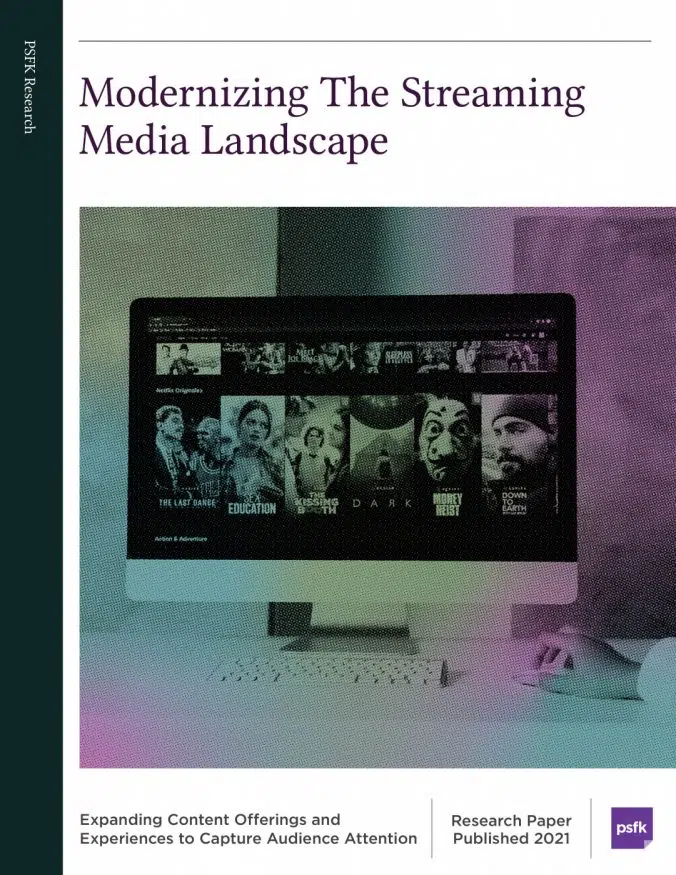 PSFK Research
Modernizing The Streaming
Media Landscape
Netflix Originals
THE LAST DANCE
EDUCATION
THE
KISSING
BOOTH
DARK
MONEY
HEIST
DOWN
TO
EARTH
Action & Adventure
Expanding Content Offerings and
Experiences to Capture Audience Attention
Research Paper
Published 2021
psfk